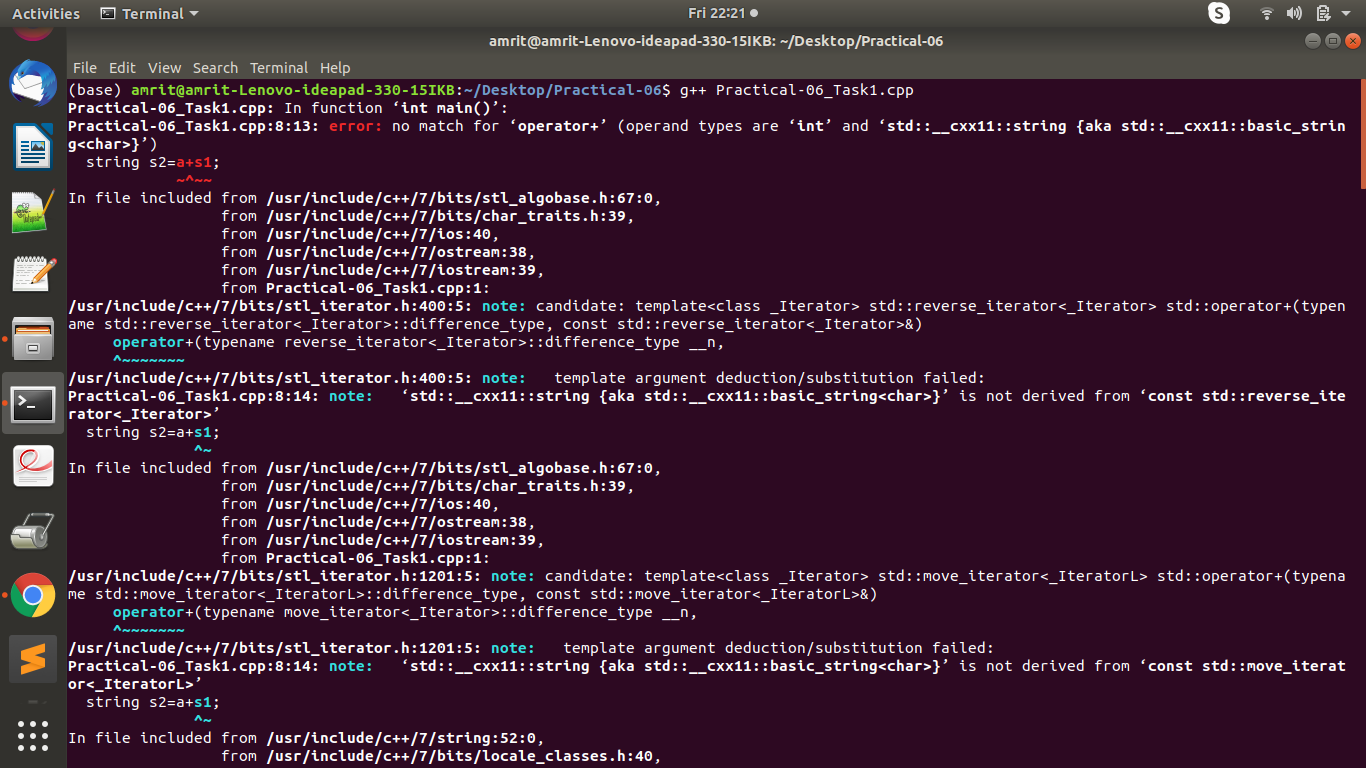 Activities Terminal Fri 22:21 S
amrit@amrit-Lenovo-ideapad-330-15IKB: ~/Desktop/Practical-06
File Edit View Search Terminal Help
(base) amrit@amrit-Lenovo-ideapad-330-15IKB:~/Desktop/Practical-06$ g++ Practical-06_Task1.cpp
Practical-06_Task1.cpp: In function ‘int main()’:
Practical-06_Task1.cpp:8:13: error: no match for ‘operator+’ (operand types are ‘int’ and ‘std::__cxx11::string {aka std::__cxx11::basic_strin
g<char>}’)
  string s2=a+s1;
            ~^~~
In file included from /usr/include/c++/7/bits/stl_algobase.h:67:0,
                 from /usr/include/c++/7/bits/char_traits.h:39,
                 from /usr/include/c++/7/ios:40,
                 from /usr/include/c++/7/ostream:38,
                 from /usr/include/c++/7/iostream:39,
                 from Practical-06_Task1.cpp:1:
/usr/include/c++/7/bits/stl_iterator.h:400:5: note: candidate: template<class _Iterator> std::reverse_iterator<_Iterator> std::operator+(typen
ame std::reverse_iterator<_Iterator>::difference_type, const std::reverse_iterator<_Iterator>&)
     operator+(typename reverse_iterator<_Iterator>::difference_type __n,
     ^~~~~~~~
/usr/include/c++/7/bits/stl_iterator.h:400:5: note:   template argument deduction/substitution failed:
Practical-06_Task1.cpp:8:14: note:   ‘std::__cxx11::string {aka std::__cxx11::basic_string<char>}’ is not derived from ‘const std::reverse_ite
rator<_Iterator>’
  string s2=a+s1;
              ^~
In file included from /usr/include/c++/7/bits/stl_algobase.h:67:0,
                 from /usr/include/c++/7/bits/char_traits.h:39,
                 from /usr/include/c++/7/ios:40,
                 from /usr/include/c++/7/ostream:38,
                 from /usr/include/c++/7/iostream:39,
                 from Practical-06_Task1.cpp:1:
/usr/include/c++/7/bits/stl_iterator.h:1201:5: note: candidate: template<class _Iterator> std::move_iterator<_IteratorL> std::operator+(typena
me std::move_iterator<_IteratorL>::difference_type, const std::move_iterator<_IteratorL>&)
     operator+(typename move_iterator<_Iterator>::difference_type __n,
     ^~~~~~~~
/usr/include/c++/7/bits/stl_iterator.h:1201:5: note:   template argument deduction/substitution failed:
Practical-06_Task1.cpp:8:14: note:   ‘std::__cxx11::string {aka std::__cxx11::basic_string<char>}’ is not derived from ‘const std::move_iterat
or<_IteratorL>’
  string s2=a+s1;
              ^~
In file included from /usr/include/c++/7/string:52:0,
                 from /usr/include/c++/7/bits/locale_classes.h:40,